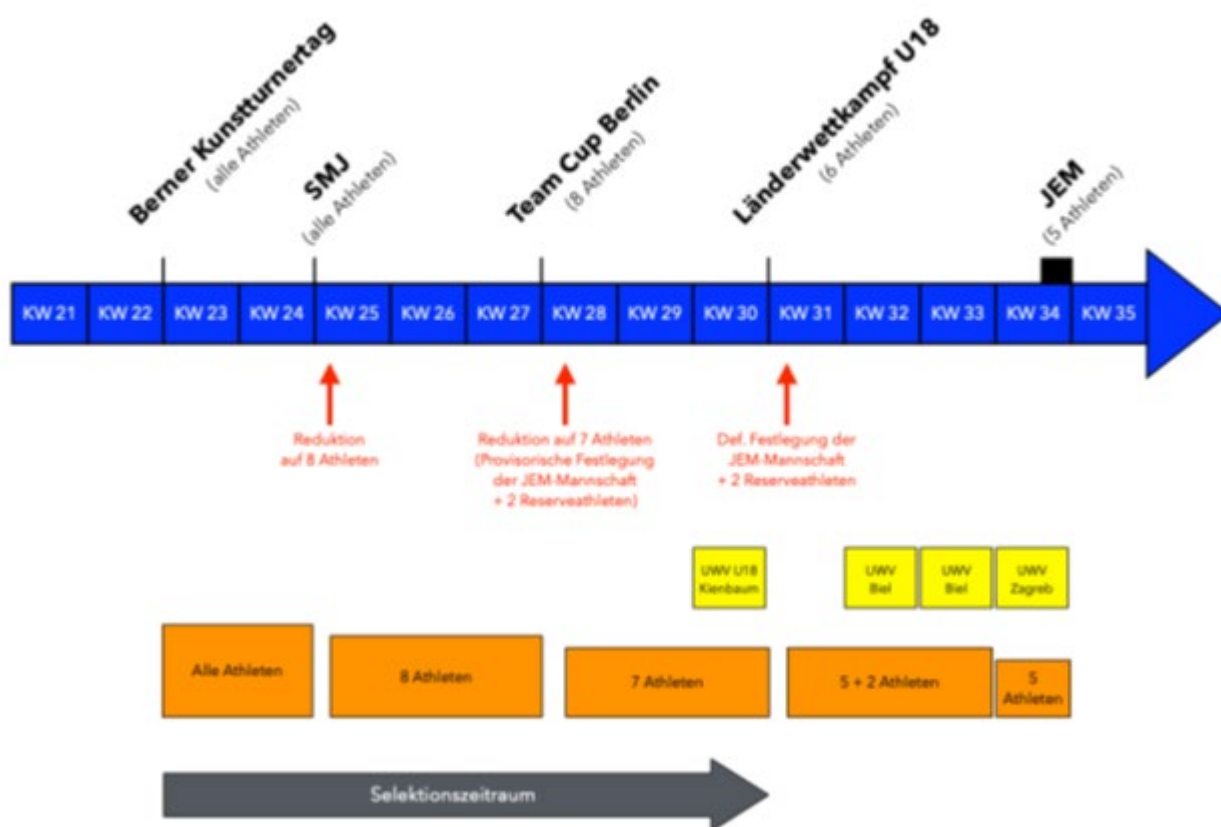 Berner Kunstturnertag
(alle Athleten)
SMJ
(alle Athleten)
Team Cup Berlin
(8 Athleten)
Länderwettkampf U18
(6 Athleten)
JEM
(5 Athleten)
KW 21
KW 22
KW 23
KW 24
KW 25
KW 26
KW 27
KW 28
KW 29
KW 30
KW 31
KW 32
KW 33
KW 34
KW 35
Reduktion
auf 8 Athleten
Reduktion auf 7 Athleten
(Provisorische Festlegung
der JEM-Mannschaft
+ 2 Reserveathleten)
Def. Festlegung der
JEM-Mannschaft
+ 2 Reserveathleten
UWV U18
Kienbaum
UWV
Biel
UWV
Biel
UWV
Zagreb
Alle Athleten
8 Athleten
7 Athleten
5 + 2 Athleten
5
Athleten
Selektionszeitraum